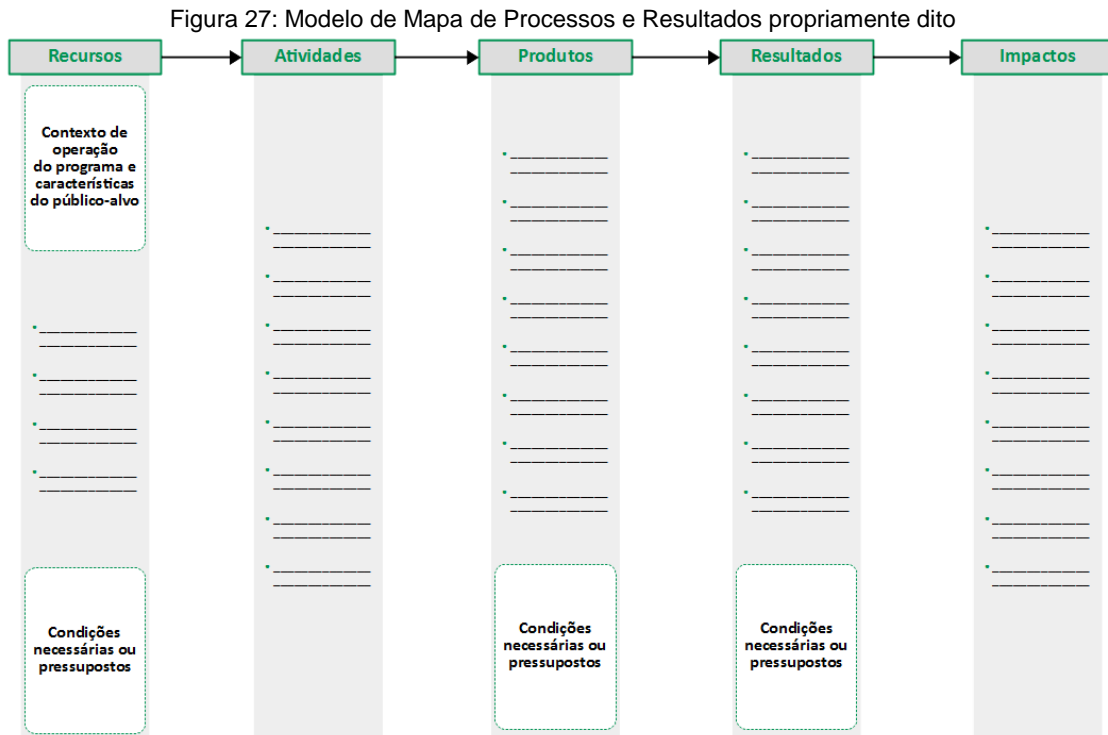 Figura 27: Modelo de Mapa de Processos e Resultados propriamente dito
Recursos
Atividades
Produtos
Resultados
Impactos
Contexto de
operação
do programa e
características
do público-alvo
Condições
necessárias ou
pressupostos
Condições
necessárias ou
pressupostos
Condições
necessárias ou
pressupostos